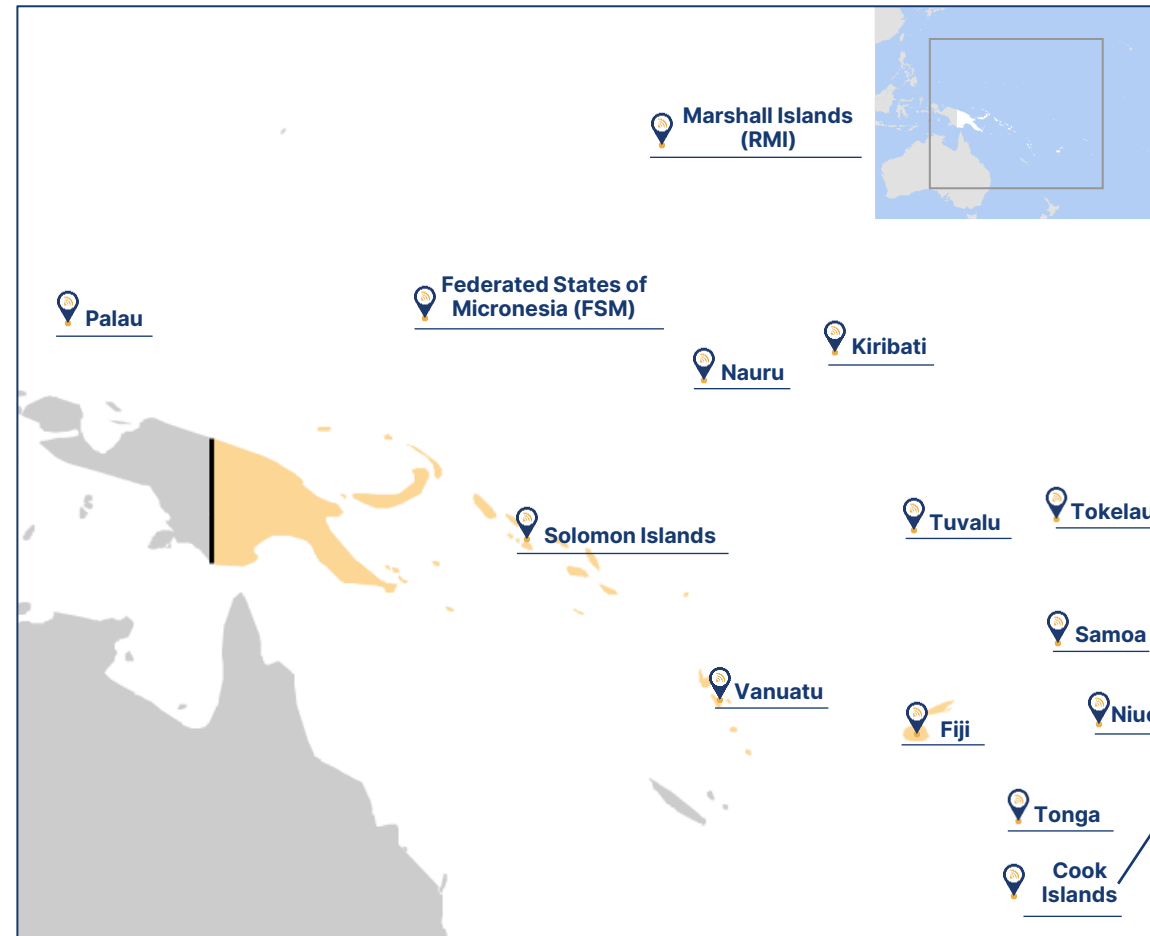 Marshall Islands
(RMI)
Federated States of
Micronesia (FSM)
Palau
Kiribati
Nauru
Tokelau
Tuvalu
Solomon Islands
Samoa
Vanuatu
Niue
Fiji
Tonga
Cook
Islands